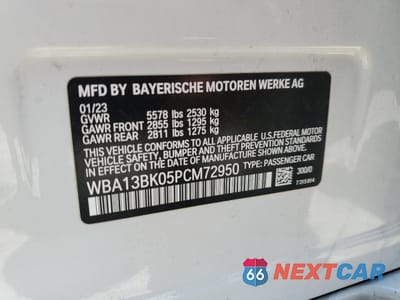 MFD BY BAYERISCHE MOTOREN WERKE AG
01/23
GVWR 5578 lbs 2530 kg
GAWR FRONT 2855 lbs 1295 kg
GAWR REAR 2811 lbs 1275 kg
THIS VEHICLE CONFORMS TO ALL APPLICABLE U.S. FEDERAL MOTOR
VEHICLE SAFETY, BUMPER, AND THEFT PREVENTION STANDARDS
IN EFFECT ON THE DATE OF MANUFACTURE SHOWN ABOVE.
WBA13BK05PCM72950 TYPE: PASSENGER CAR
300/0
66 NEXTCAR